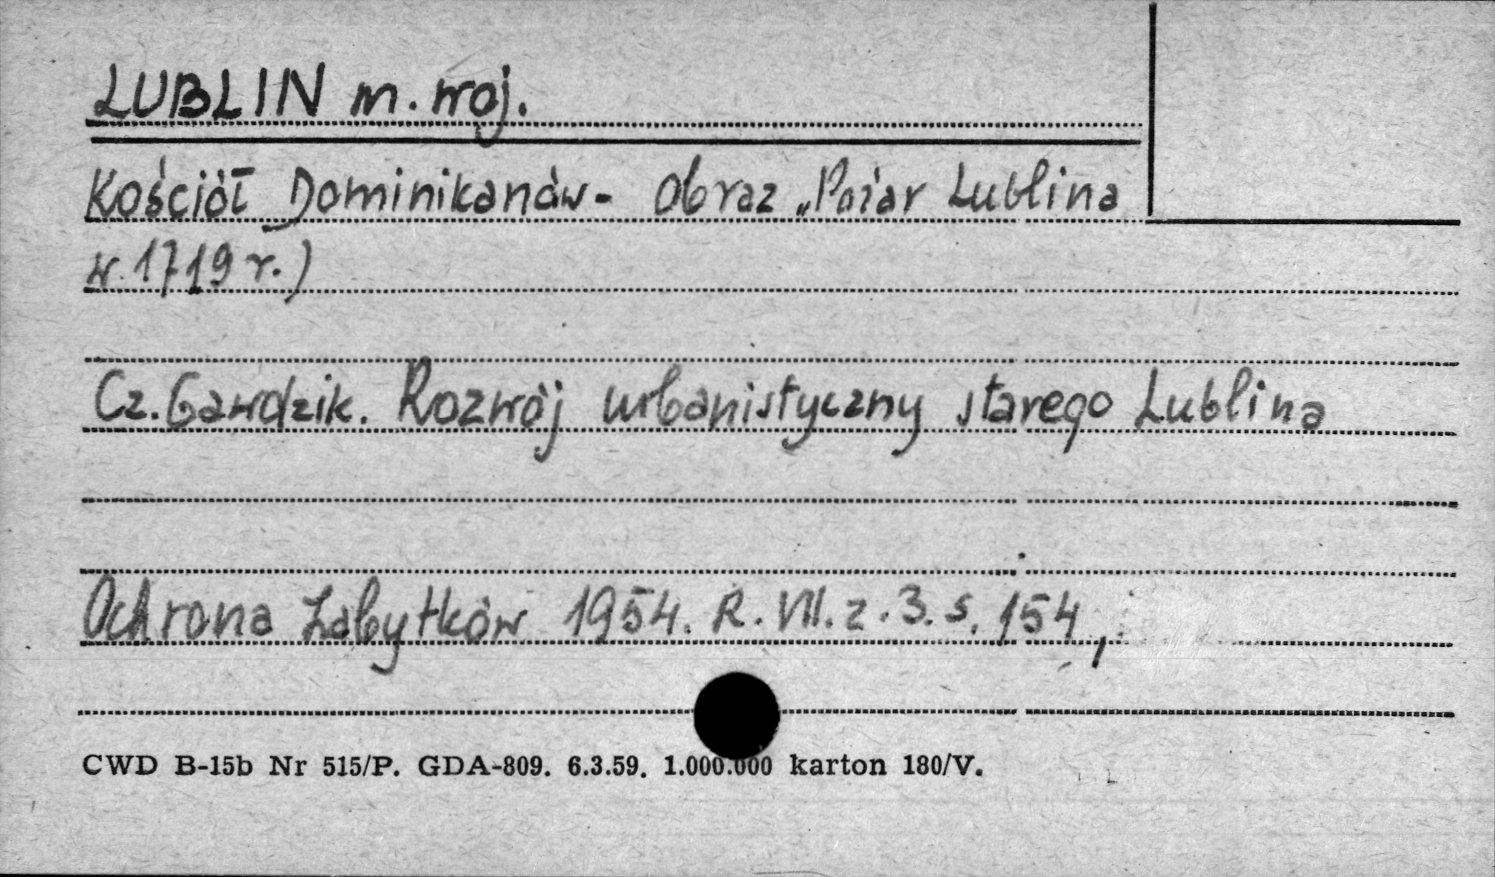 LUBLIN m. woj.
Kościół Dominikanów - Obraz „Pożar Lublina
w 1719 r.)
Cz. Gawdzik. Rozwój urbanistyczny starego Lublina
Ochrona Zabytków 1954. R. VII. z. 3. s. 154,
CWD B-15b Nr 515/P. GDA-809. 6.3.59. 1.000.000 karton 180/V.